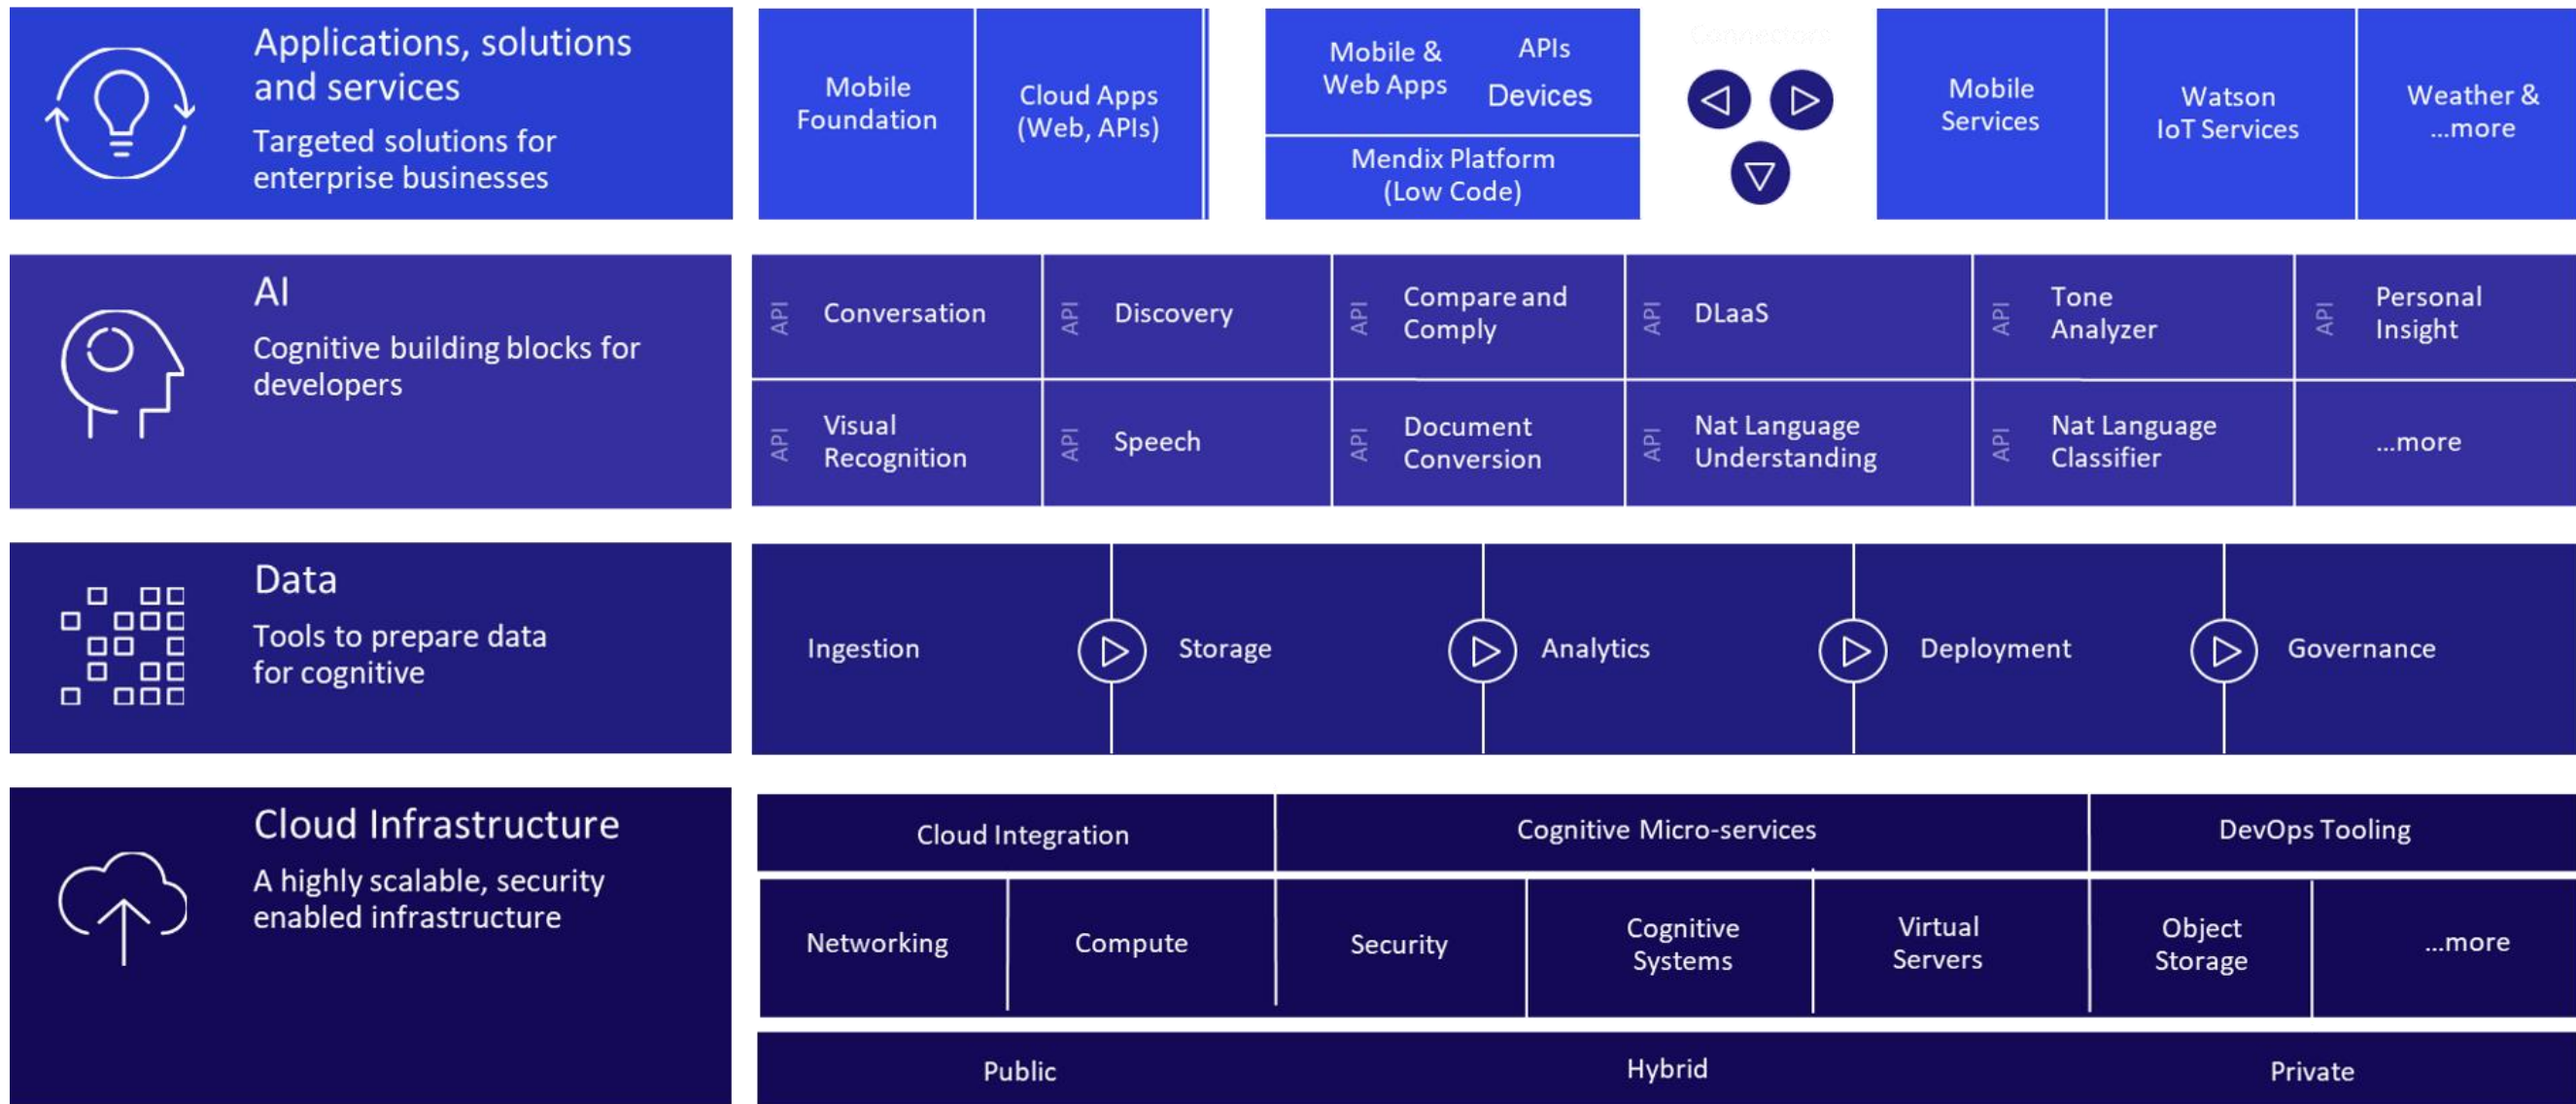 Applications, solutions
and services
Targeted solutions for
enterprise businesses
Mobile
Foundation
Cloud Apps
(Web, APIs)
Mobile &
Web Apps
APIs
Devices
Mendix Platform
(Low Code)
Connectors
Mobile
Services
Watson
IoT Services
Weather &
...more
AI
Cognitive building blocks for
developers
API
Conversation
API
Discovery
API
Compare and
Comply
API
DLaaS
API
Tone
Analyzer
API
Personal
Insight
API
Visual
Recognition
API
Speech
API
Document
Conversion
API
Nat Language
Understanding
API
Nat Language
Classifier
...more
Data
Tools to prepare data
for cognitive
Ingestion
Storage
Analytics
Deployment
Governance
Cloud Infrastructure
A highly scalable, security
enabled infrastructure
Cloud Integration
Cognitive Micro-services
DevOps Tooling
Networking
Compute
Security
Cognitive
Systems
Virtual
Servers
Object
Storage
...more
Public
Hybrid
Private